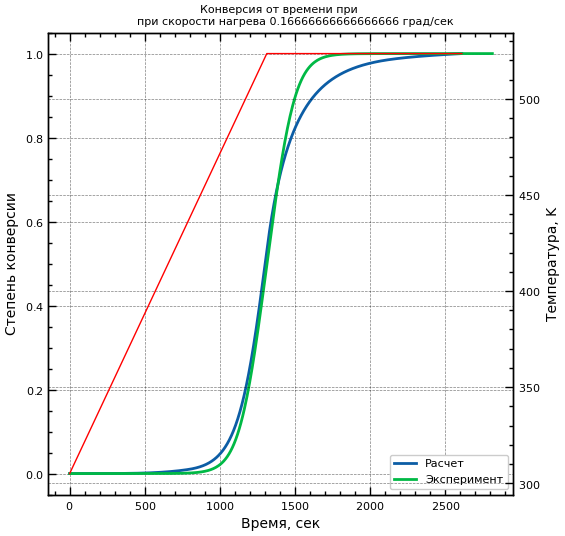 Конверсия от времени при
при скорости нагрева 0.16666666666666666 град/сек
1.0
0.8
0.6
0.4
0.2
0.0
Степень конверсии
500
450
400
350
300
Температура, К
Расчет
Эксперимент
0 500 1000 1500 2000 2500
Время, сек